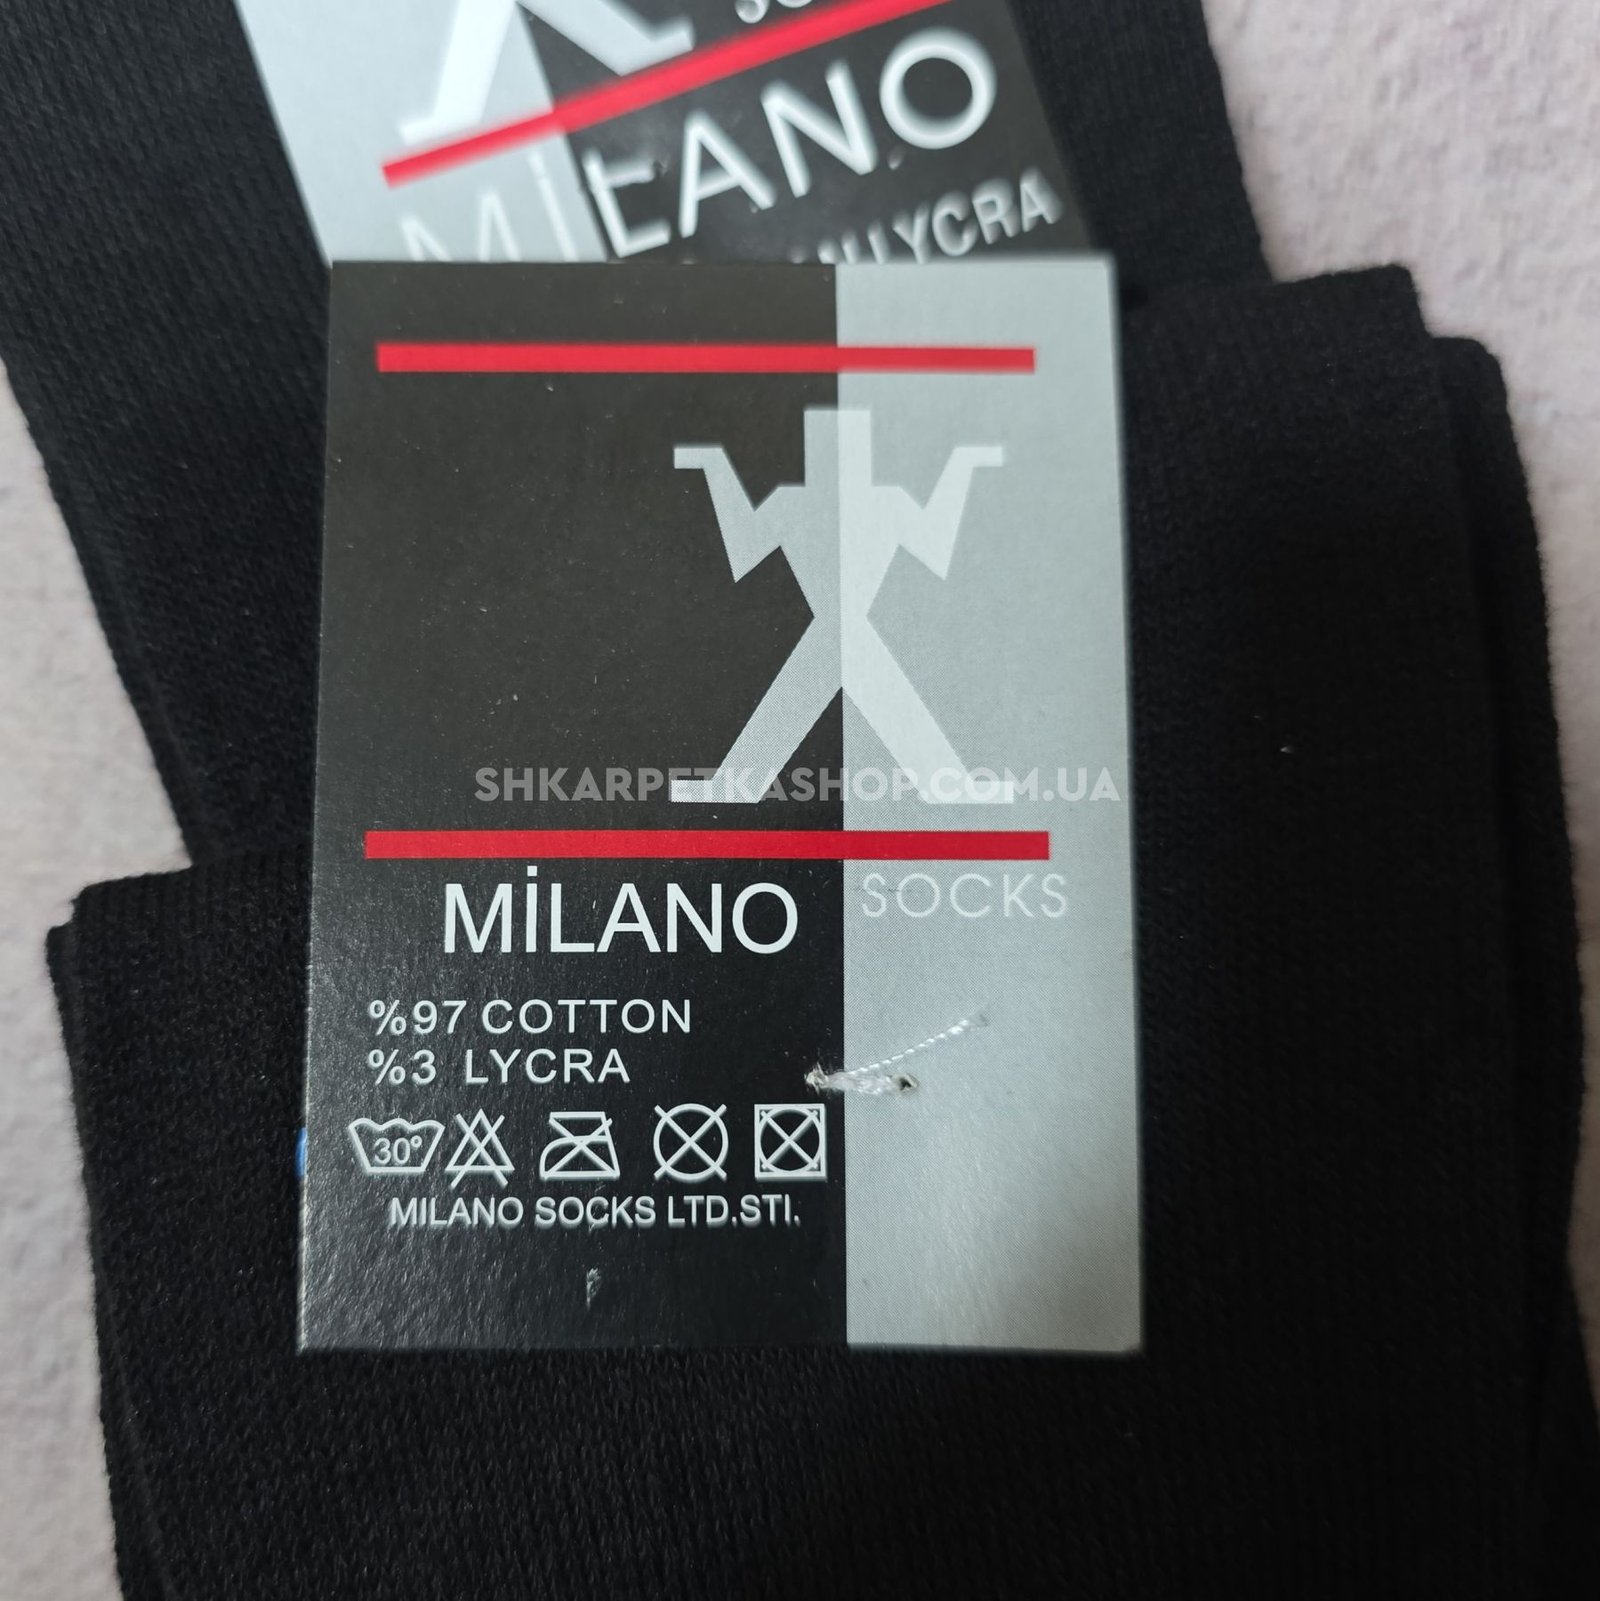 MİLANO
LYCRA
SHKARPETKASHOP.COM.UA
MİLANO
SOCKS
%97 COTTON
%3 LYCRA
30°
MILANO SOCKS LTD.STI.